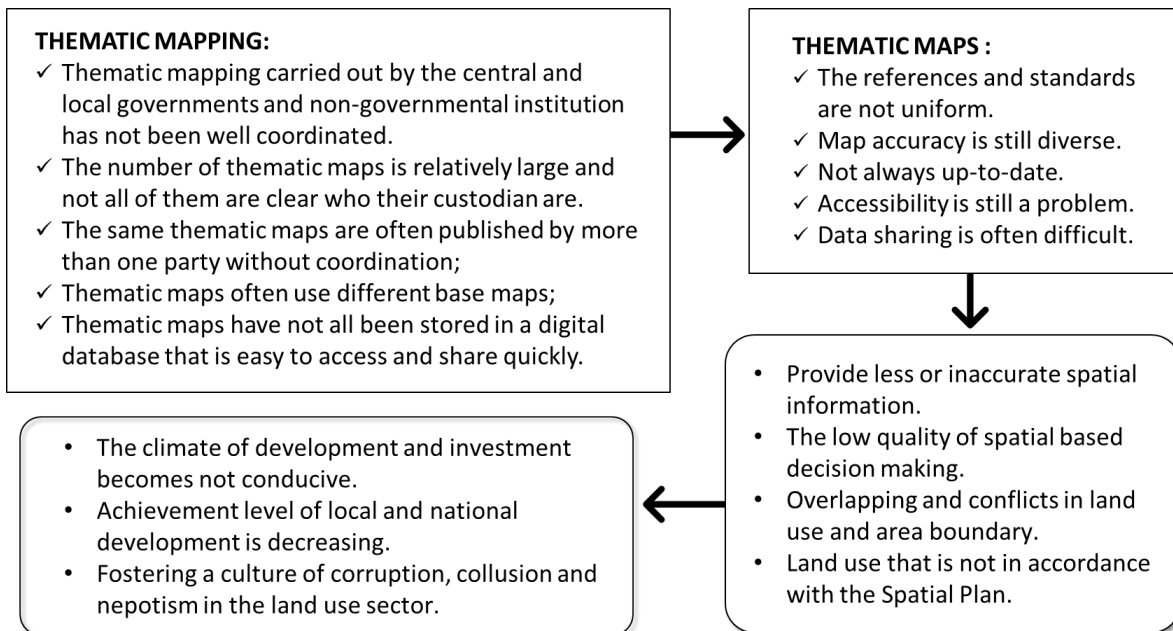 THEMATIC MAPPING:
✓ Thematic mapping carried out by the central and
local governments and non-governmental institution
has not been well coordinated.
✓ The number of thematic maps is relatively large and
not all of them are clear who their custodian are.
✓ The same thematic maps are often published by more
than one party without coordination;
✓ Thematic maps often use different base maps;
✓ Thematic maps have not all been stored in a digital
database that is easy to access and share quickly.
THEMATIC MAPS :
✓ The references and standards
are not uniform.
✓ Map accuracy is still diverse.
✓ Not always up-to-date.
✓ Accessibility is still a problem.
✓ Data sharing is often difficult.
• Provide less or inaccurate spatial
information.
• The low quality of spatial based
decision making.
• Overlapping and conflicts in land
use and area boundary.
• Land use that is not in accordance
with the Spatial Plan.
• The climate of development and investment
becomes not conducive.
• Achievement level of local and national
development is decreasing.
• Fostering a culture of corruption, collusion and
nepotism in the land use sector.